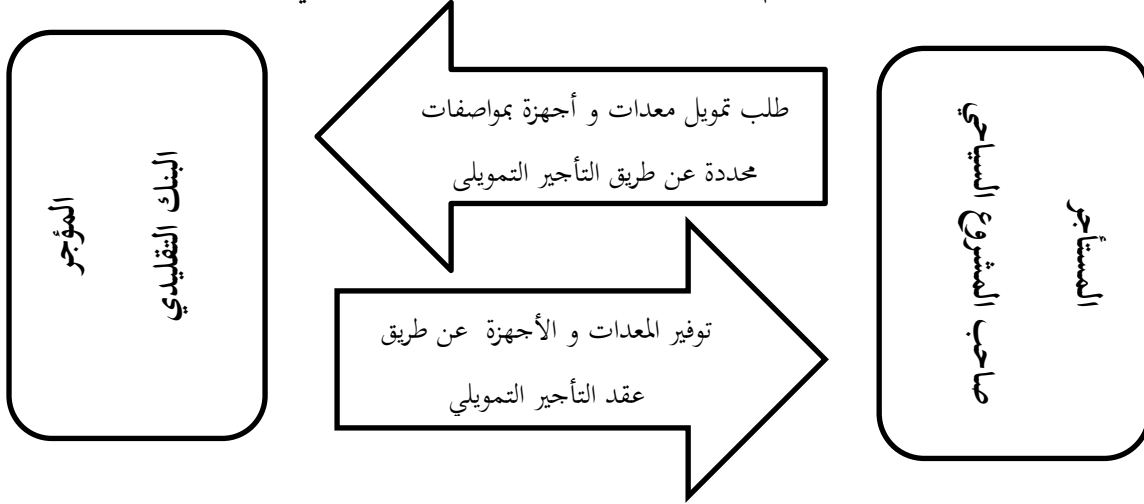 المستأجر
صاحب المشروع السياحي
طلب تمويل معدات و أجهزة بمواصفات
محددة عن طريق التأجير التمويلى
توفير المعدات و الأجهزة عن طريق
عقد التأجير التمويلي
المؤجر
البنك التقليدي